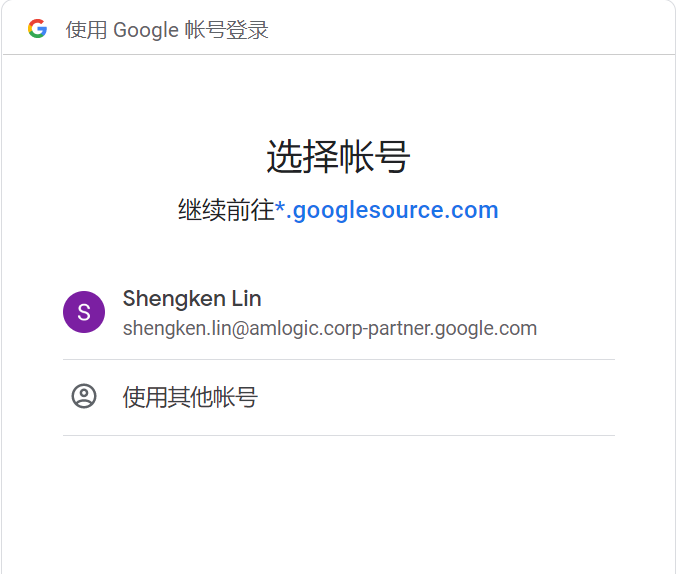 使用 Google 帐号登录
选择帐号
继续前往*.googlesource.com
S
Shengken Lin
shengken.lin@amlogic.corp-partner.google.com
使用其他帐号